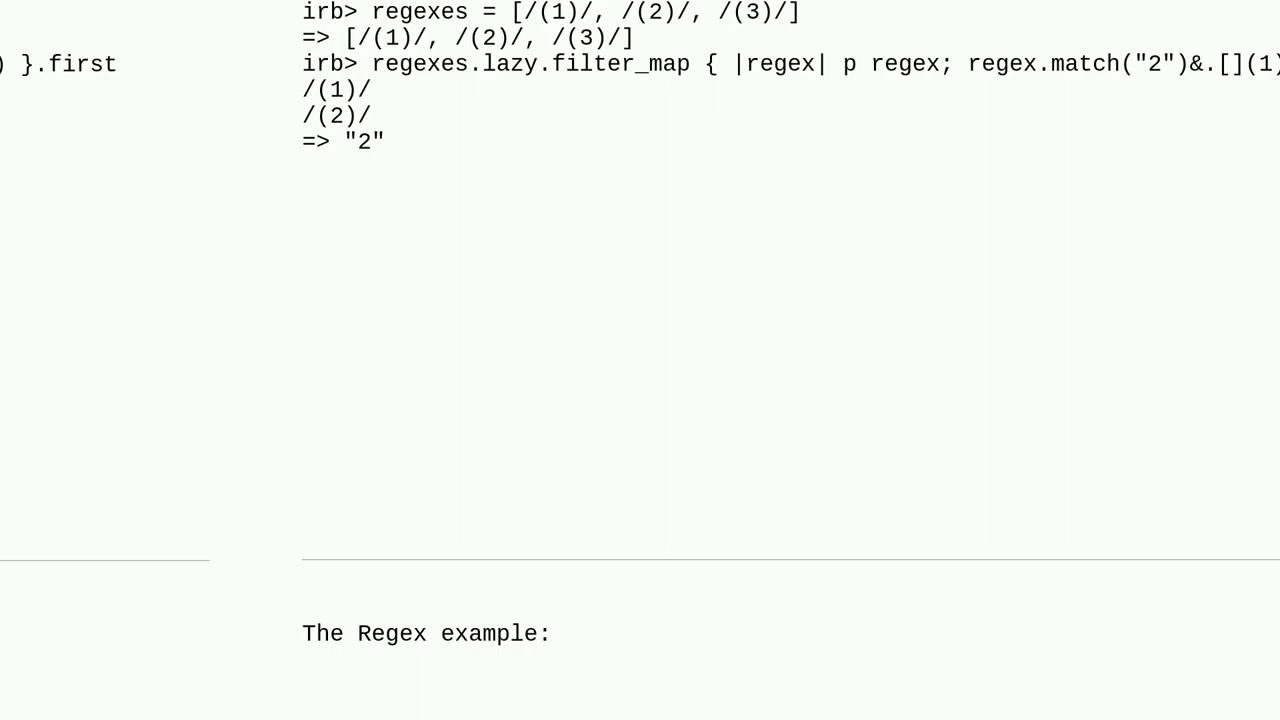 irb> regexes = [/(1)/, /(2)/, /(3)/]
=> [/(1)/, /(2)/, /(3)/]
) }.first
irb> regexes.lazy.filter_map { |regex| p regex; regex.match("2")&.[](1)
/(1)/
/(2)/
=> "2"
The Regex example: